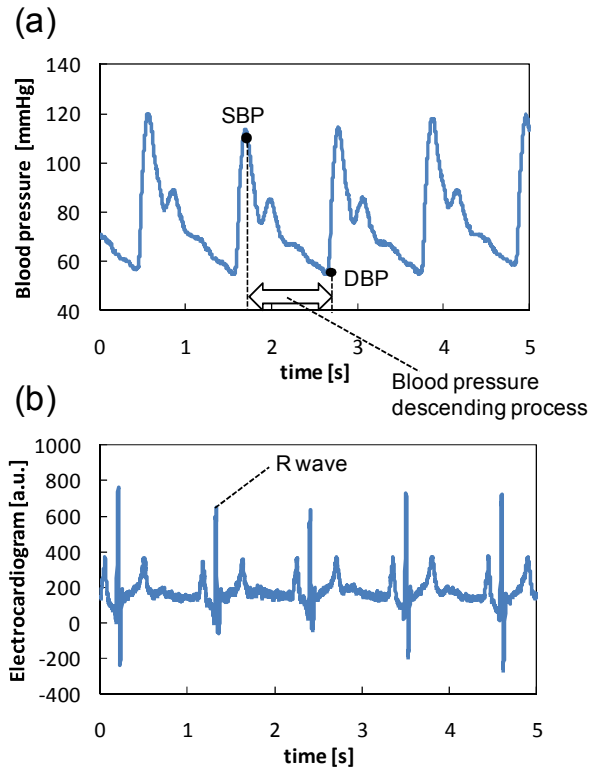 (a)
Blood pressure [mmHg]
140
120
100
80
60
40
SBP
DBP
0 1 2 3 4 5
time [s]
Blood pressure
descending process
(b)
Electrocardiogram [a.u.]
1000
800
600
400
200
0
-200
-400
R wave
0 1 2 3 4 5
time [s]